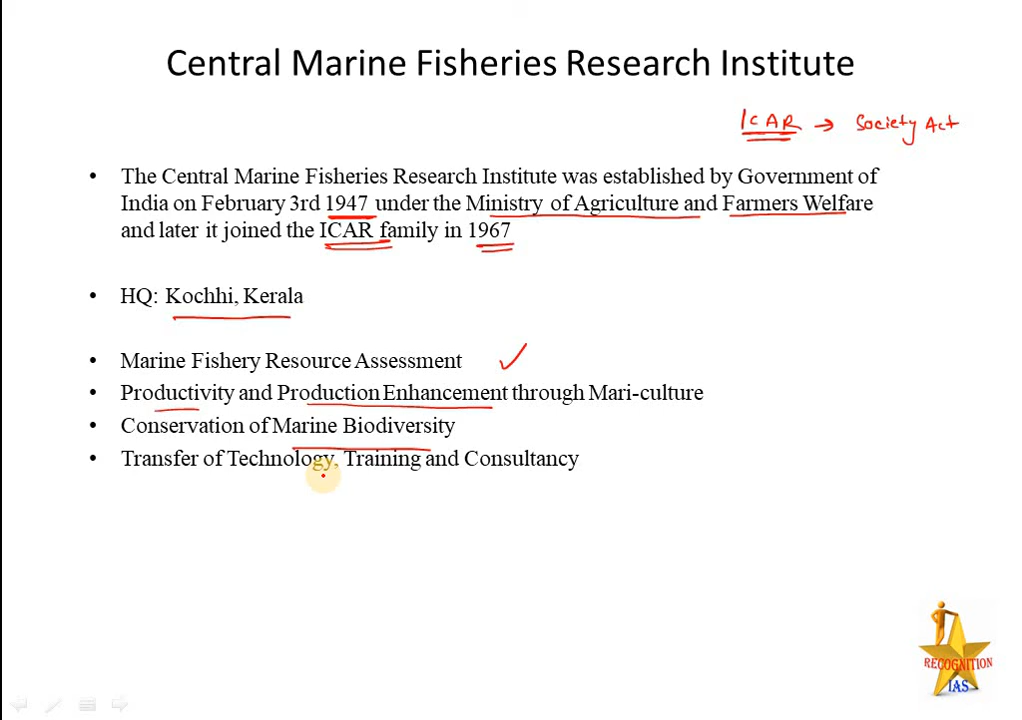 Central Marine Fisheries Research Institute
ICAR → Society Act
• The Central Marine Fisheries Research Institute was established by Government of
India on February 3rd 1947 under the Ministry of Agriculture and Farmers Welfare
and later it joined the ICAR family in 1967
• HQ: Kochhi, Kerala
• Marine Fishery Resource Assessment
• Productivity and Production Enhancement through Mari-culture
• Conservation of Marine Biodiversity
• Transfer of Technology, Training and Consultancy
RECOGNITION
IAS